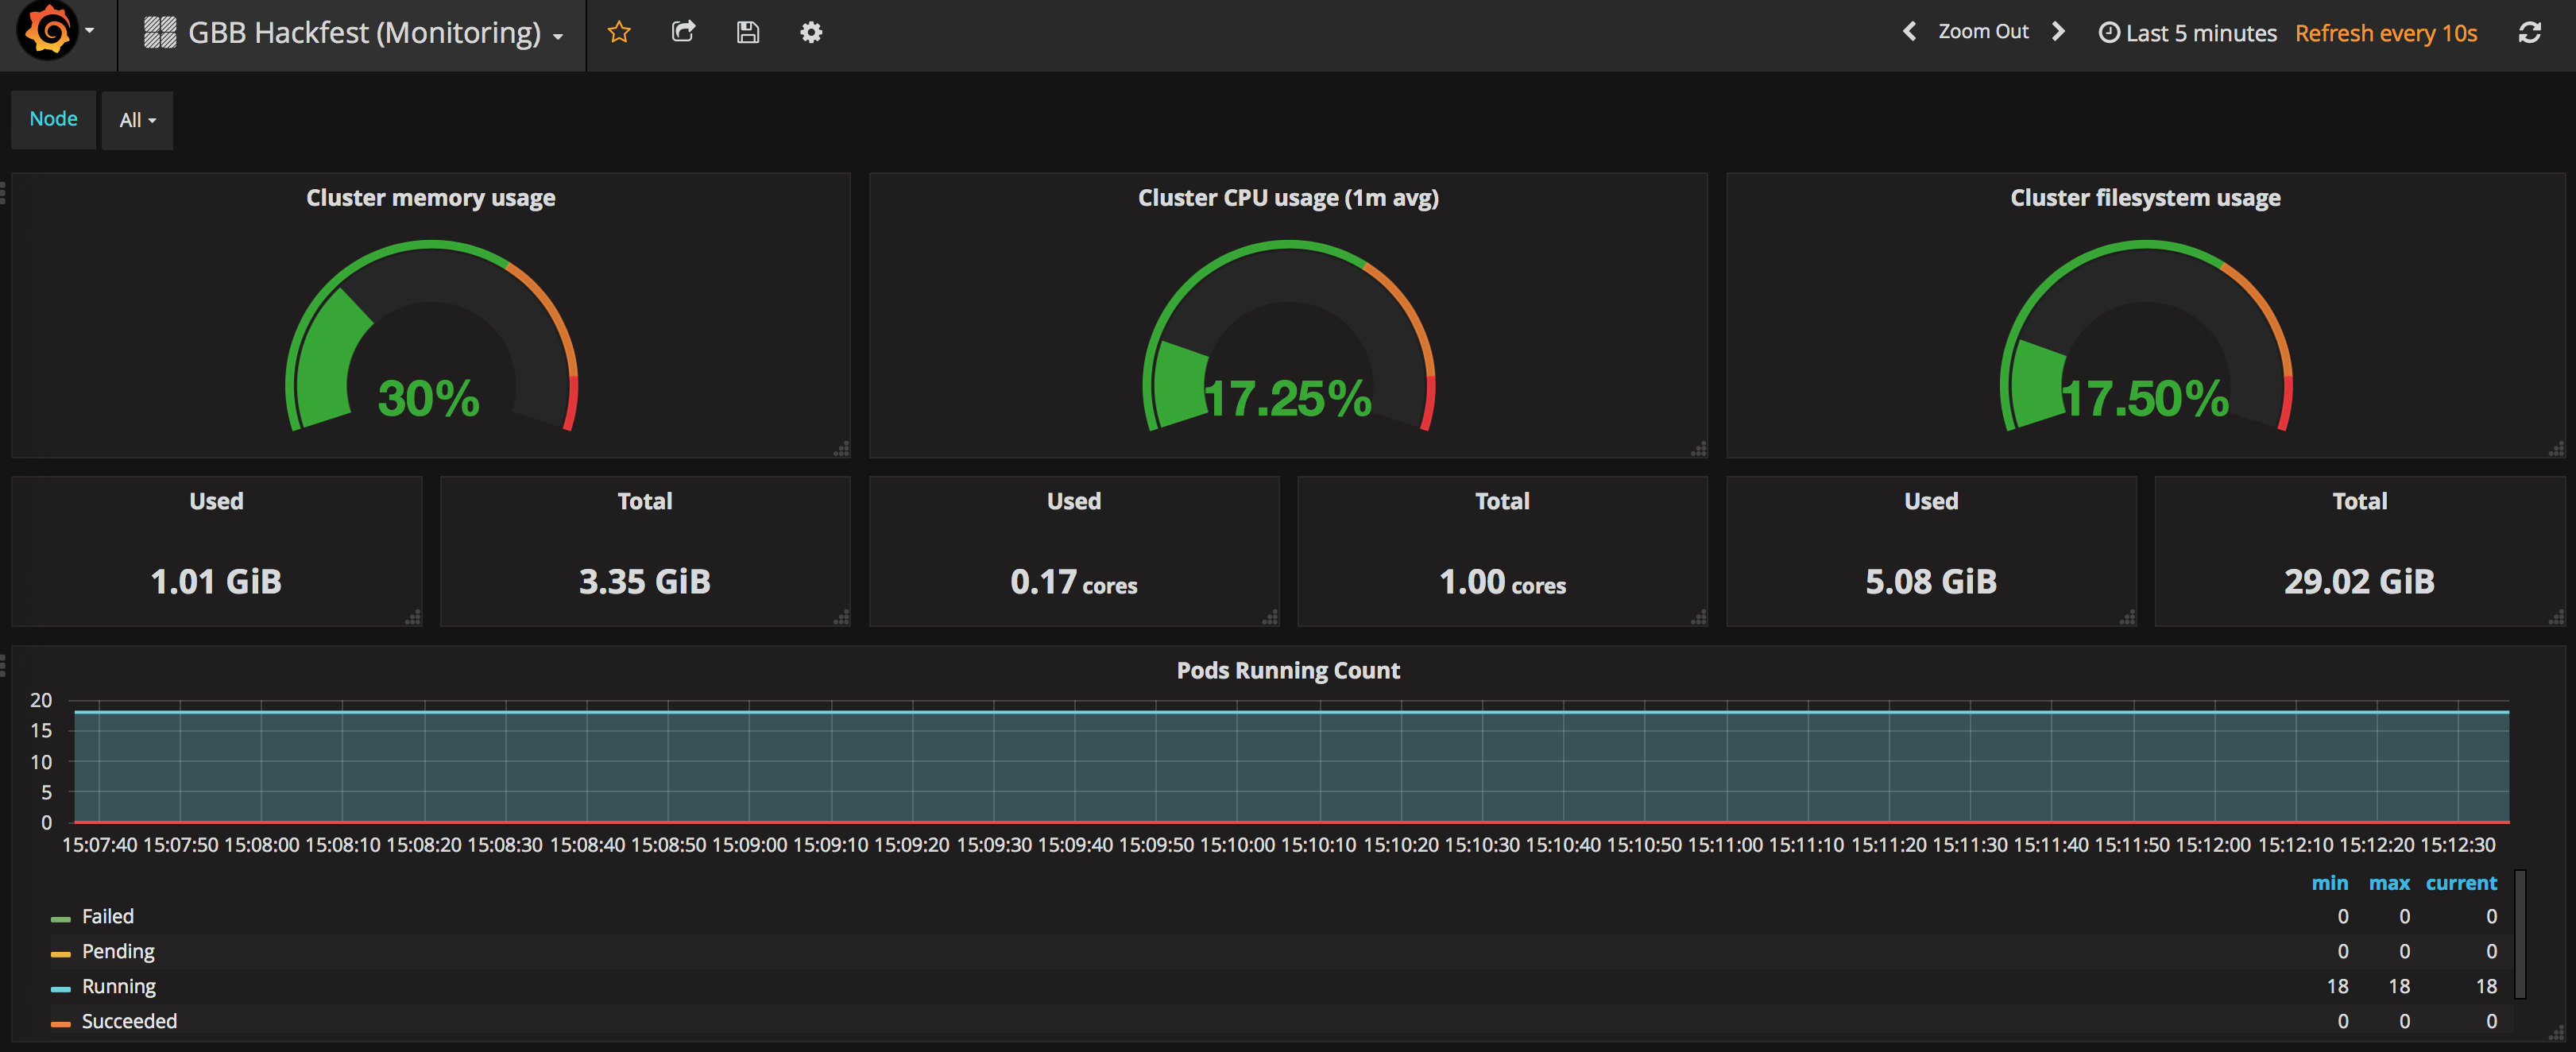 GBB Hackfest (Monitoring)
Zoom Out
Last 5 minutes
Refresh every 10s
Node
All
Cluster memory usage
Cluster CPU usage (1m avg)
Cluster filesystem usage
30%
17.25%
17.50%
Used
Total
Used
Total
Used
Total
1.01 GiB
3.35 GiB
0.17 cores
1.00 cores
5.08 GiB
29.02 GiB
Pods Running Count
20
15
10
5
0
15:07:40 15:07:50 15:08:00 15:08:10 15:08:20 15:08:30 15:08:40 15:08:50 15:09:00 15:09:10 15:09:20 15:09:30 15:09:40 15:09:50 15:10:00 15:10:10 15:10:20 15:10:30 15:10:40 15:10:50 15:11:00 15:11:10 15:11:20 15:11:30 15:11:40 15:11:50 15:12:00 15:12:10 15:12:20 15:12:30
min max current
Failed 0 0 0
Pending 0 0 0
Running 18 18 18
Succeeded 0 0 0